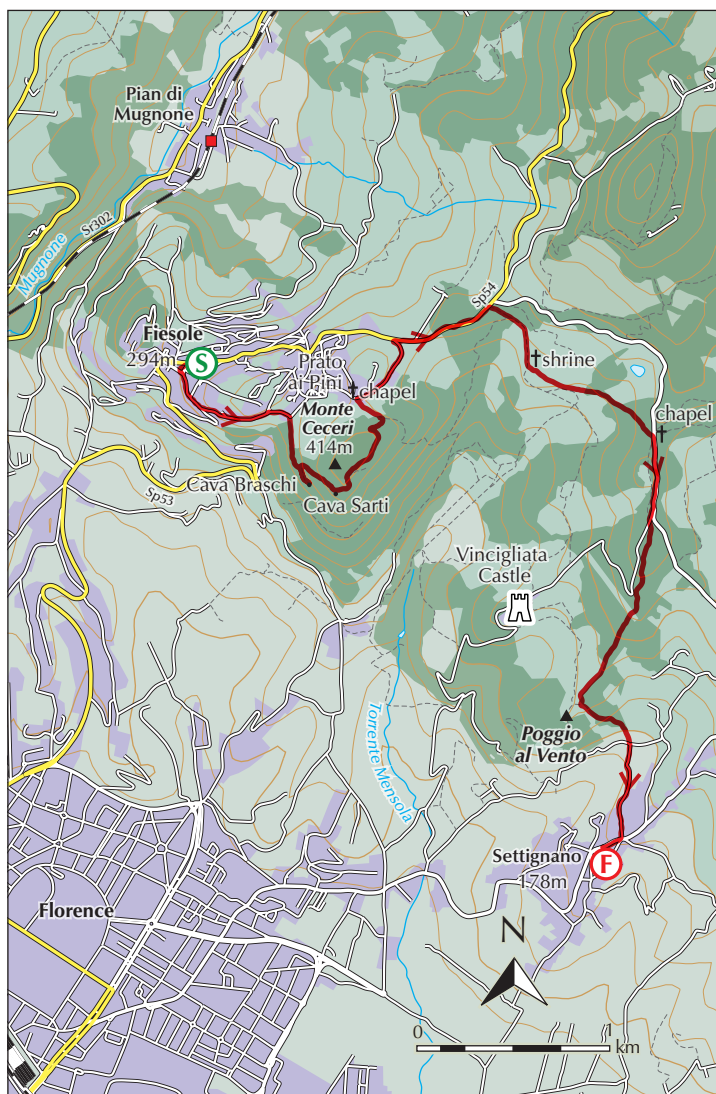 Pian di
Mugnone
Sr302
Mugnone
Sp54
Fiesole
294m
S
Prato
ai Pini
shrine
chapel
Monte
Ceceri
414m
chapel
Cava Braschi
Sp53
Cava Sarti
Vincigliata
Castle
Torrente Mensola
Poggio
al Vento
Settignano
178m
F
Florence
N
0
1
km